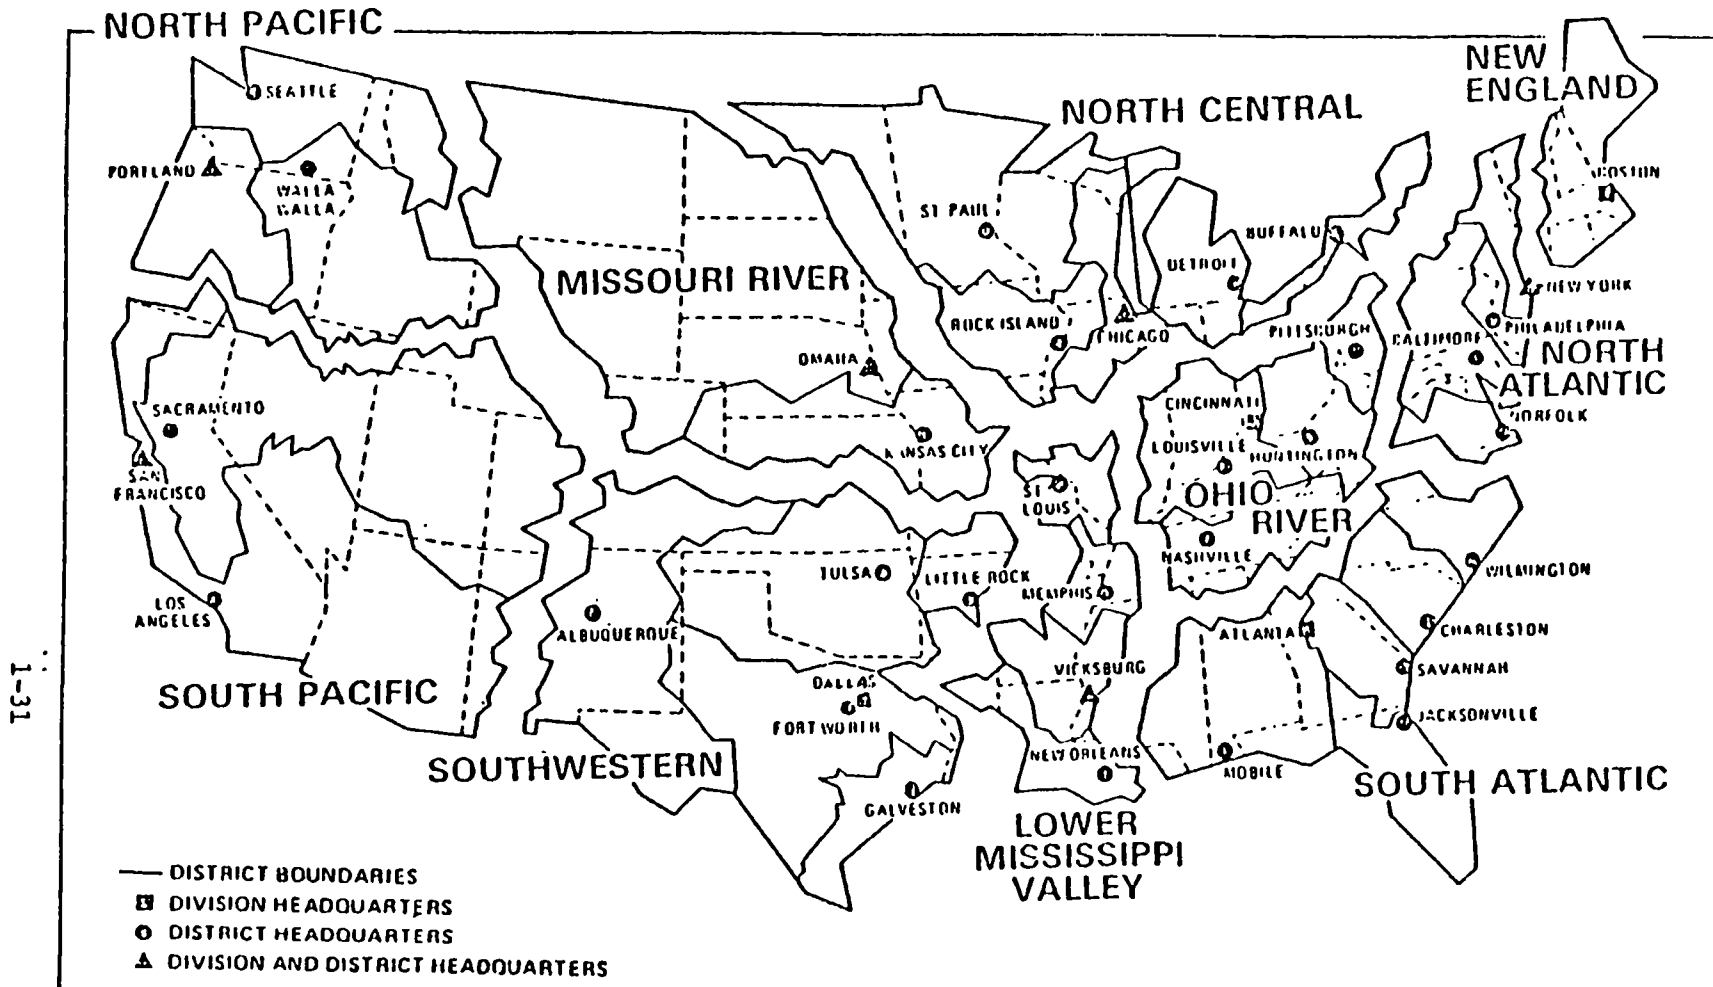 NORTH PACIFIC
SEATTLE
PORTLAND
WALLA
WALLA
NORTH CENTRAL
NEW
ENGLAND
BOSTON
ST PAUL
BUFFALO
DETROIT
MISSOURI RIVER
NEW YORK
ROCK ISLAND
CHICAGO
PITTSBURGH
BALTIMORE
PHILADELPHIA
NORTH
ATLANTIC
OMAHA
SACRAMENTO
CINCINNATI
NORFOLK
KANSAS CITY
LOUISVILLE
HUNTINGTON
SAN
FRANCISCO
ST
LOUIS
OHIO
RIVER
NASHVILLE
TULSA
LITTLE ROCK
MEMPHIS
WILMINGTON
LOS
ANGELES
ALBUQUERQUE
ATLANTA
CHARLESTON
VICKSBURG
SAVANNAH
SOUTH PACIFIC
DALLAS
FORT WORTH
JACKSONVILLE
NEW ORLEANS
SOUTHWESTERN
MOBILE
SOUTH ATLANTIC
GALVESTON
LOWER
MISSISSIPPI
VALLEY
DISTRICT BOUNDARIES
DIVISION HEADQUARTERS
DISTRICT HEADQUARTERS
DIVISION AND DISTRICT HEADQUARTERS
1-31